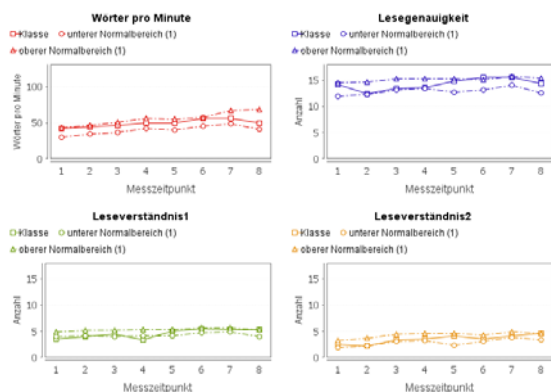 Wörter pro Minute
Klasse unterer Normalbereich (1)
oberer Normalbereich (1)
Wörter pro Minute
100
50
0
1 2 3 4 5 6 7 8
Messzeitpunkt
Lesegenauigkeit
Klasse unterer Normalbereich (1)
oberer Normalbereich (1)
Anzahl
15
10
5
0
1 2 3 4 5 6 7 8
Messzeitpunkt
Leseverständnis1
Klasse unterer Normalbereich (1)
oberer Normalbereich (1)
Anzahl
15
10
5
0
1 2 3 4 5 6 7 8
Messzeitpunkt
Leseverständnis2
Klasse unterer Normalbereich (1)
oberer Normalbereich (1)
Anzahl
15
10
5
0
1 2 3 4 5 6 7 8
Messzeitpunkt